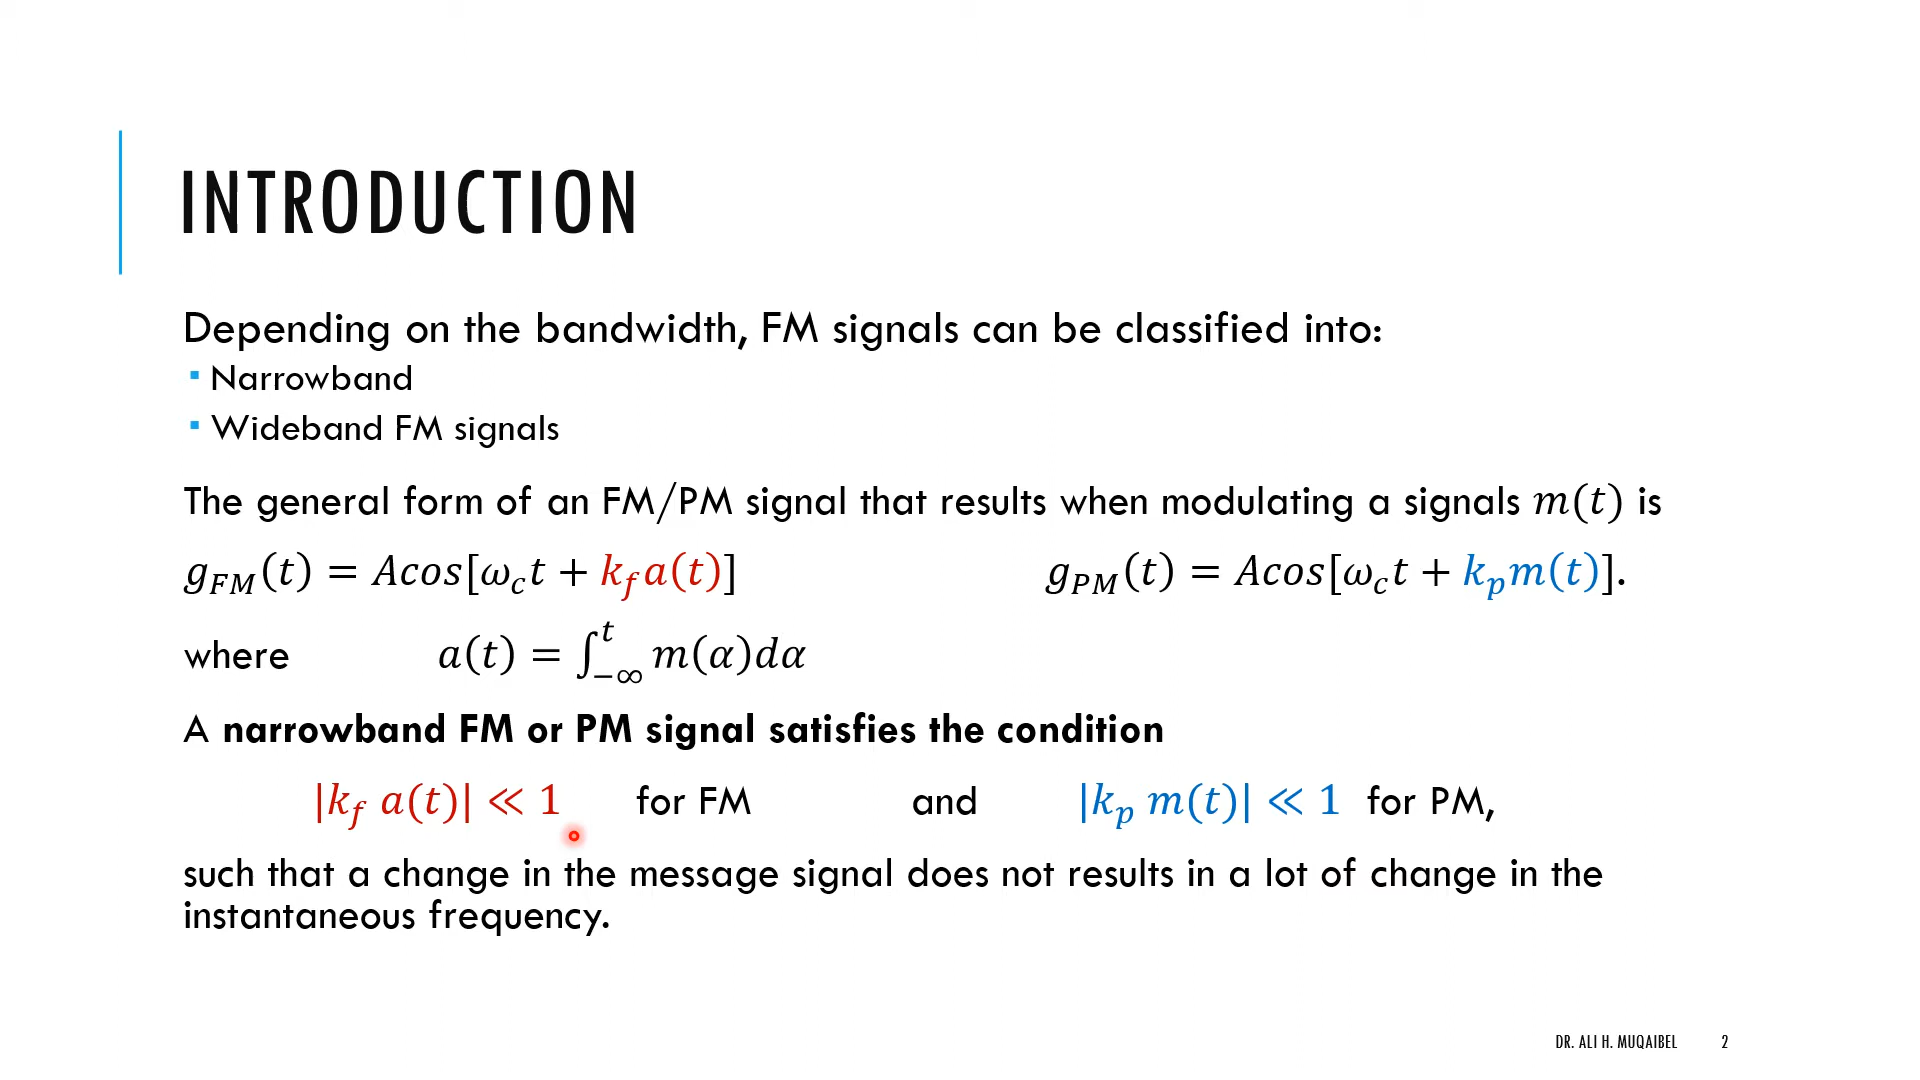 INTRODUCTION
Depending on the bandwidth, FM signals can be classified into:
▪ Narrowband
▪ Wideband FM signals
The general form of an FM/PM signal that results when modulating a signals m(t) is
g_{FM}(t) = Acos[ω_c t + k_f a(t)] g_{PM}(t) = Acos[ω_c t + k_p m(t)].
where a(t) = ∫_{−∞}^{t} m(α)dα
A narrowband FM or PM signal satisfies the condition
|k_f a(t)| ≪ 1 for FM and |k_p m(t)| ≪ 1 for PM,
such that a change in the message signal does not results in a lot of change in the
instantaneous frequency.
DR. ALI H. MUQAIBEL 2